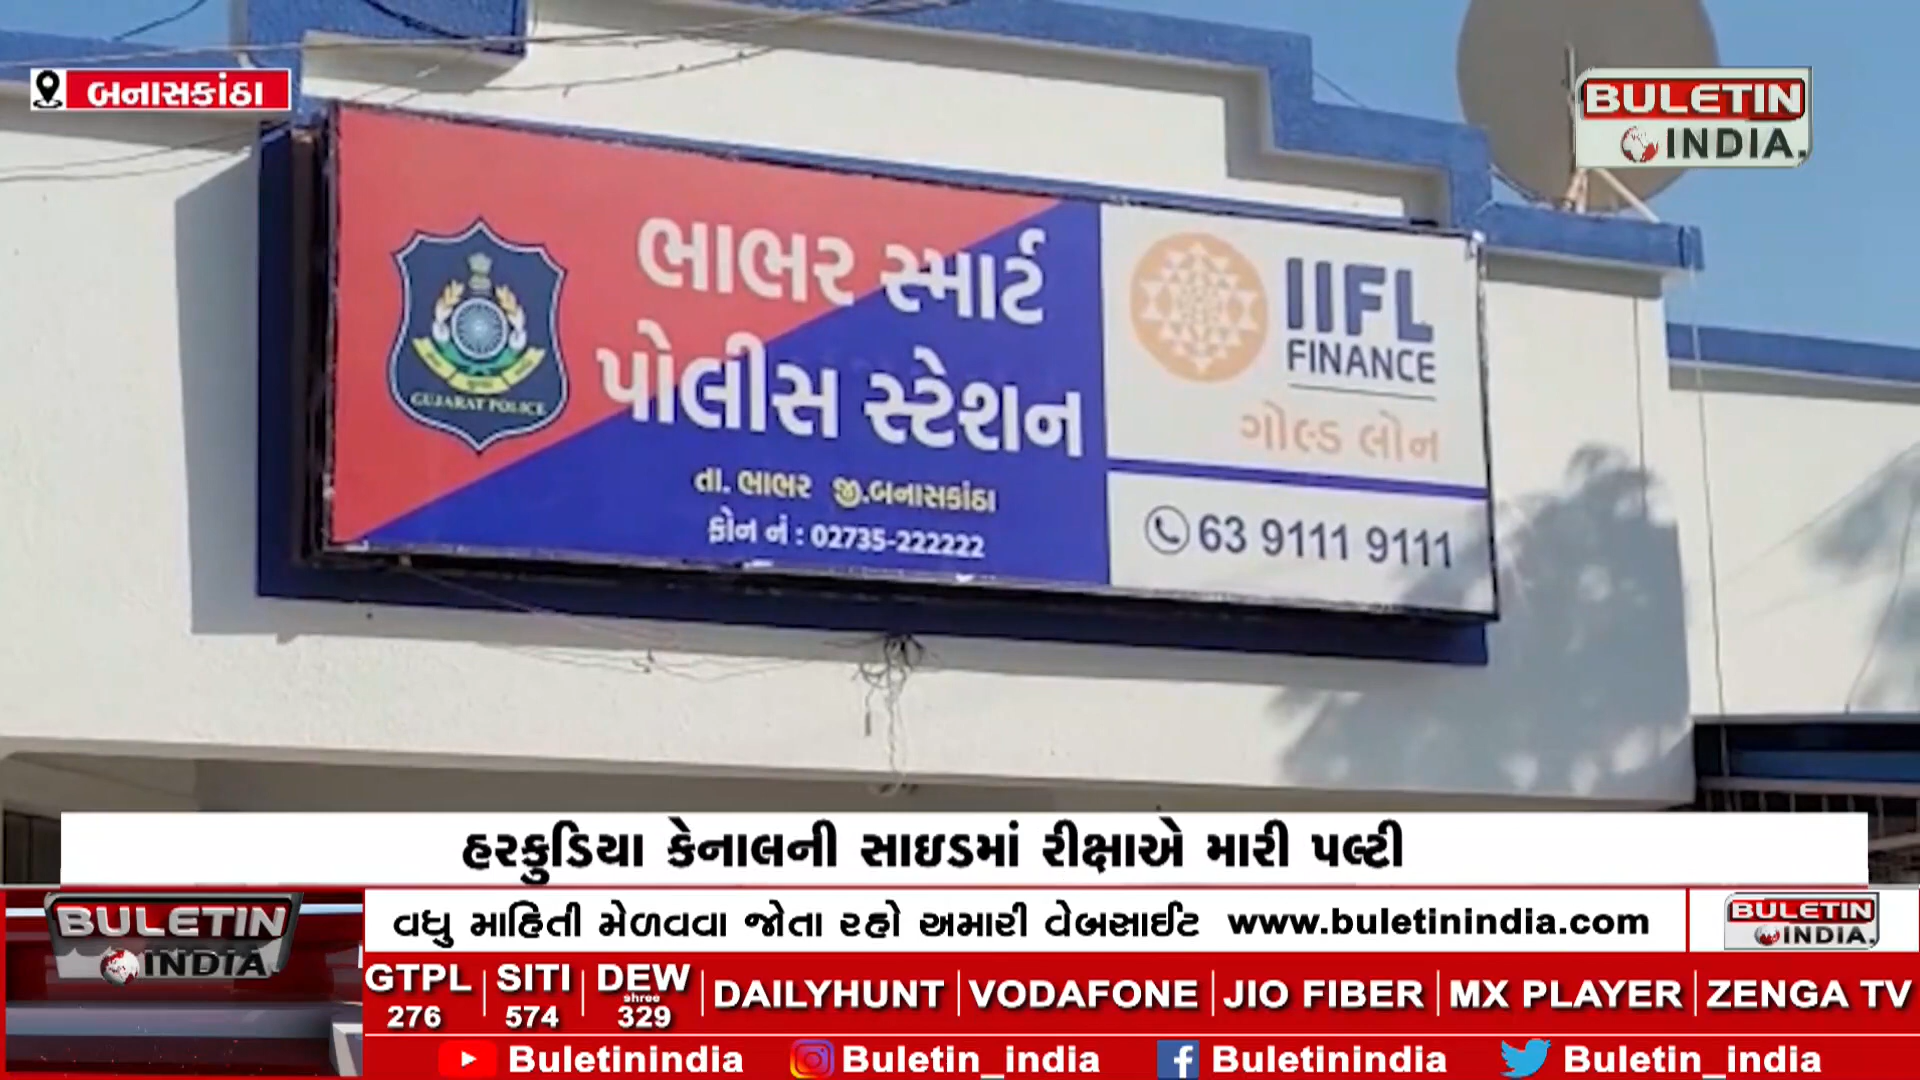 બનાસકાંઠા
BULETIN
INDIA.
ભાભર સ્માર્ટ
પોલીસ સ્ટેશન
તા. ભાભર જી.બનાસકાંઠા
ફોન નં : 02735-222222
GUJARAT POLICE
IIFL
FINANCE
ગોલ્ડ લોન
63 9111 9111
હરકુડિયા કેનાલની સાઇડમાં રીક્ષાએ મારી પલ્ટી
BULETIN
INDIA.
વધુ માહિતી મેળવવા જોતા રહો અમારી વેબસાઈટ www.buletinindia.com
BULETIN
INDIA.
GTPL 276 | SITI 574 | DEW shree 329 | DAILYHUNT | VODAFONE | JIO FIBER | MX PLAYER | ZENGA TV
Buletinindia Buletin_india Buletinindia Buletin_india